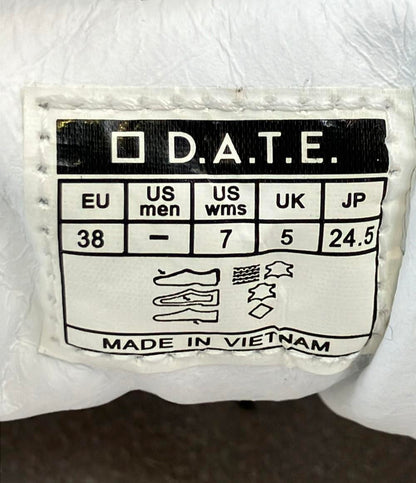 D.A.T.E.
EU US men US wms UK JP
38 – 7 5 24.5
MADE IN VIETNAM